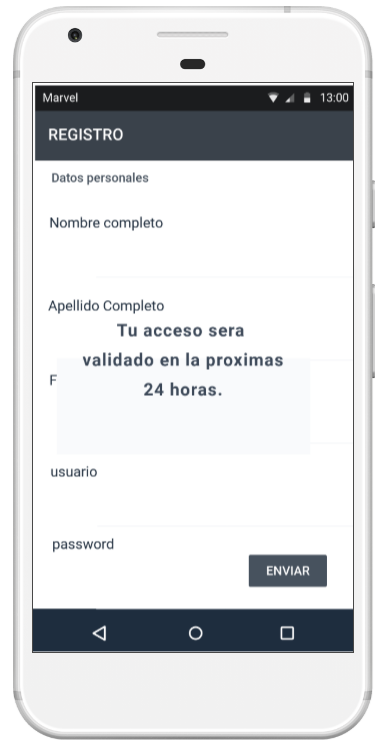 Marvel 13:00
REGISTRO
Datos personales
Nombre completo
Apellido Completo
Tu acceso sera
validado en la proximas
24 horas.
F
usuario
password
ENVIAR